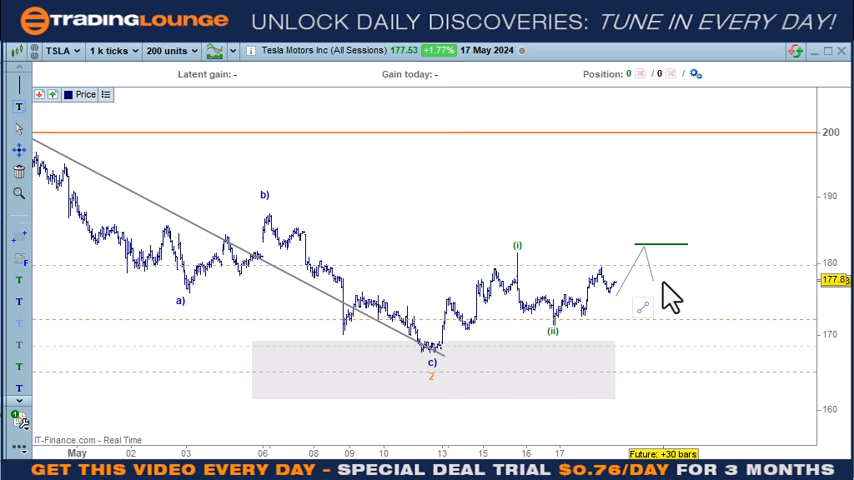 TRADINGLOUNGE UNLOCK DAILY DISCOVERIES: TUNE IN EVERY DAY!
TSLA 1 k ticks 200 units Tesla Motors Inc (All Sessions) 177.53 +1.77% 17 May 2024
Latent gain: - Gain today: - Position: 0 / 0 /
Price
200
190
180
177.8
170
160
b)
a)
(i)
(ii)
c)
2
IT-Finance.com - Real Time
May 02 03 06 08 09 10 13 15 16 17 Future: +30 bars
GET THIS VIDEO EVERY DAY - SPECIAL DEAL TRIAL $0.76/DAY FOR 3 MONTHS